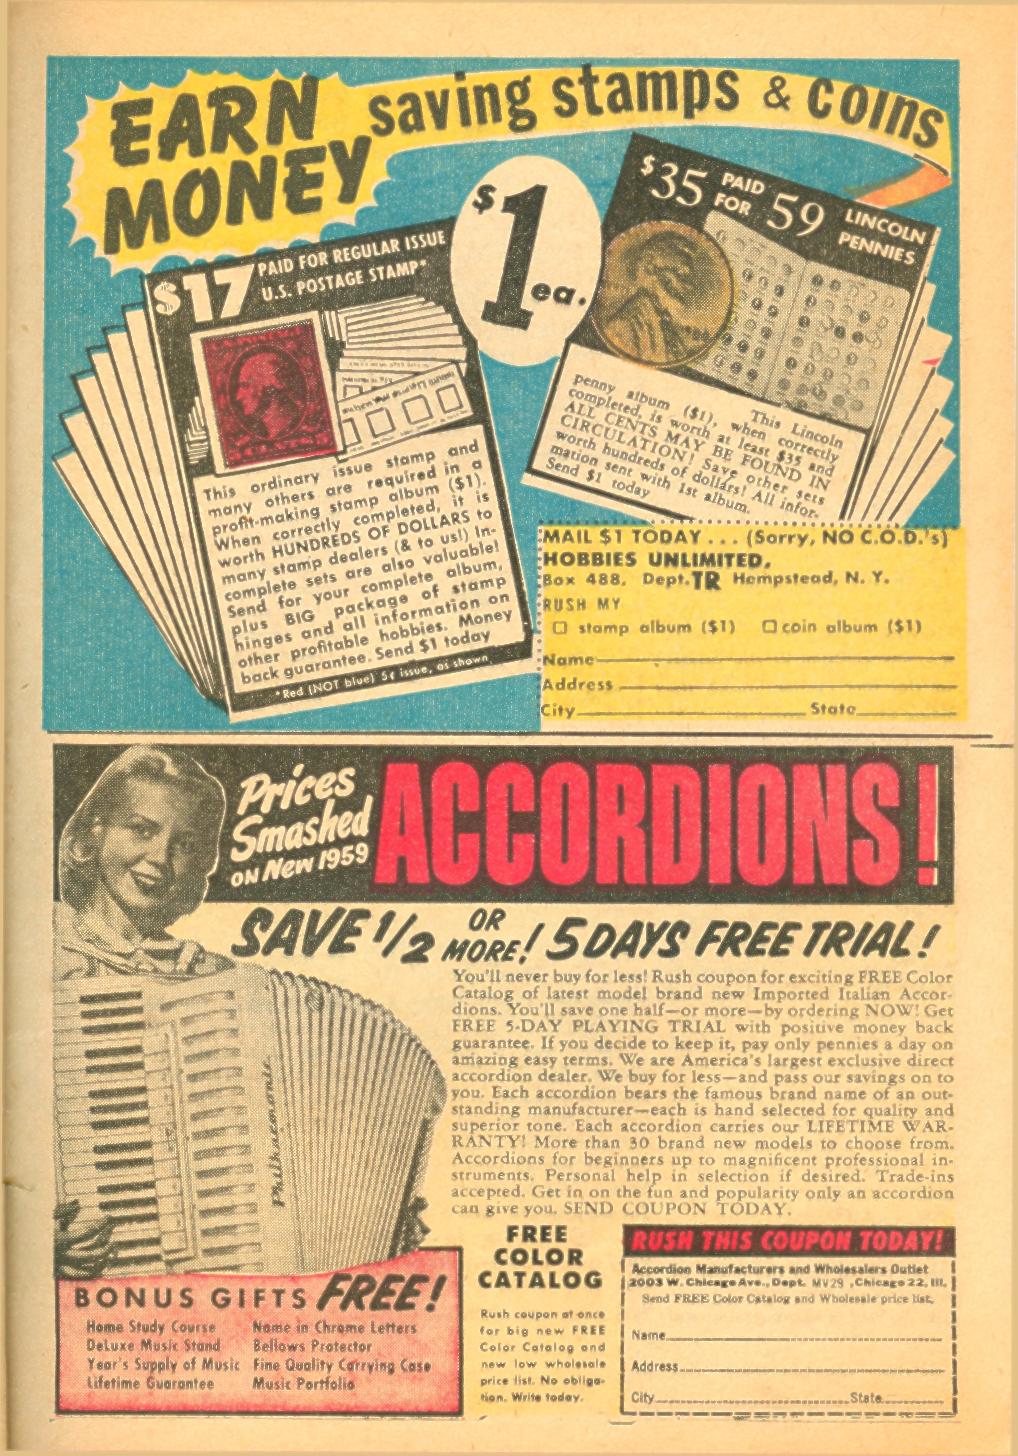 EARN
MONEY
saving stamps & coins
$17 PAID FOR REGULAR ISSUE
U.S. POSTAGE STAMP*
This ordinary issue stamp and
many others are required in a
profit-making stamp album ($1).
When correctly completed, it is
worth HUNDREDS OF DOLLARS to
many stamp dealers (& to us!) In-
complete sets are also valuable!
Send for your complete album,
plus BIG package of stamp
hinges and all information on
other profitable hobbies. Money
back guarantee. Send $1 today
*Red (NOT blue) 5¢ issue, as shown
$1 ea.
$35 PAID FOR 59 LINCOLN
PENNIES
This Lincoln
penny album ($1), when correctly
completed, is worth at least $35 and
ALL CENTS MAY BE FOUND IN
CIRCULATION! Save other sets
worth hundreds of dollars! All infor-
mation sent with 1st album.
Send $1 today
MAIL $1 TODAY . . . (Sorry, NO C.O.D.'s)
HOBBIES UNLIMITED,
Box 488, Dept. TR Hempstead, N. Y.
RUSH MY
stamp album ($1) coin album ($1)
Name
Address
City State
Prices
Smashed
ON New 1959
ACCORDIONS!
SAVE 1/2 OR MORE! 5 DAYS FREE TRIAL!
You'll never buy for less! Rush coupon for exciting FREE Color
Catalog of latest model brand new Imported Italian Accor-
dions. You'll save one half—or more—by ordering NOW! Get
FREE 5-DAY PLAYING TRIAL with positive money back
guarantee. If you decide to keep it, pay only pennies a day on
amazing easy terms. We are America's largest exclusive direct
accordion dealer. We buy for less—and pass our savings on to
you. Each accordion bears the famous brand name of an out-
standing manufacturer—each is hand selected for quality and
superior tone. Each accordion carries our LIFETIME WAR-
RANTY! More than 30 brand new models to choose from.
Accordions for beginners up to magnificent professional in-
struments. Personal help in selection if desired. Trade-ins
accepted. Get in on the fun and popularity only an accordion
can give you. SEND COUPON TODAY.
Philharmonic
BONUS GIFTS FREE!
Home Study Course
DeLuxe Music Stand
Year's Supply of Music
Lifetime Guarantee
Name in Chrome Letters
Bellows Protector
Fine Quality Carrying Case
Music Portfolio
FREE
COLOR
CATALOG
Rush coupon at once
for big new FREE
Color Catalog and
new low wholesale
price list. No obliga-
tion. Write today.
RUSH THIS COUPON TODAY!
Accordion Manufacturers and Wholesalers Outlet
2003 W. Chicago Ave., Dept. MV29, Chicago 22, Ill.
Send FREE Color Catalog and Wholesale price list.
Name
Address
City State